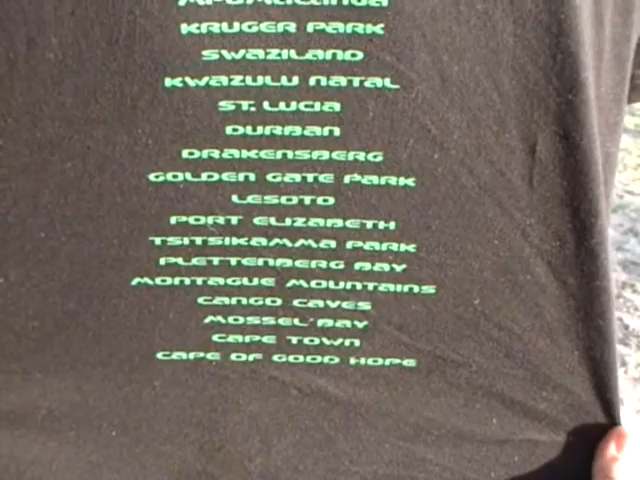 KRUGER PARK
SWAZILAND
KWAZULU NATAL
ST. LUCIA
DURBAN
DRAKENSBERG
GOLDEN GATE PARK
LESOTO
PORT ELIZABETH
TSITSIKAMMA PARK
PLETTENBERG BAY
MONTAGUE MOUNTAINS
CANGO CAVES
MOSSEL BAY
CAPE TOWN
CAPE OF GOOD HOPE